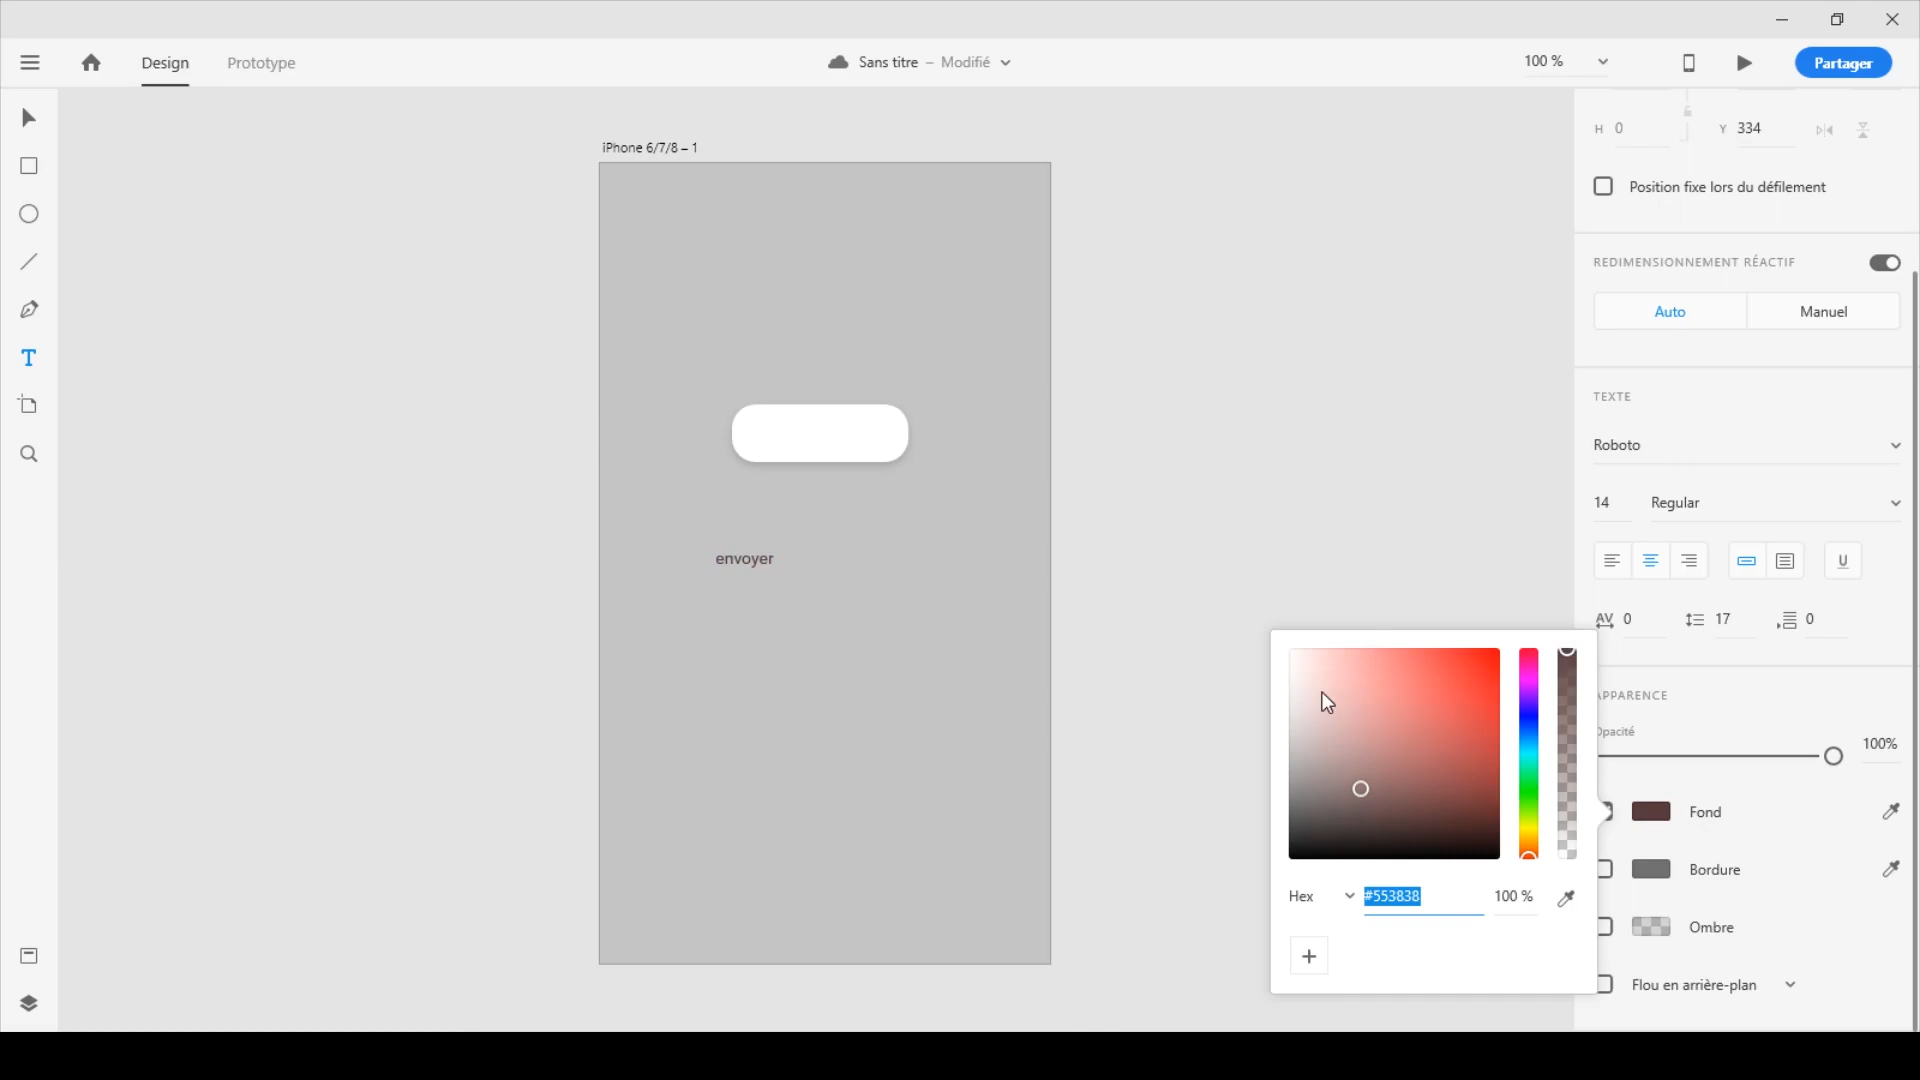 Design
Prototype
Sans titre – Modifié
100 %
Partager
iPhone 6/7/8 – 1
H 0
Y 334
Position fixe lors du défilement
REDIMENSIONNEMENT RÉACTIF
Auto
Manuel
TEXTE
Roboto
14
Regular
U
AV 0
17
0
envoyer
APPARENCE
Opacité
100%
Fond
Bordure
Ombre
Flou en arrière-plan
Hex
#553838
100 %